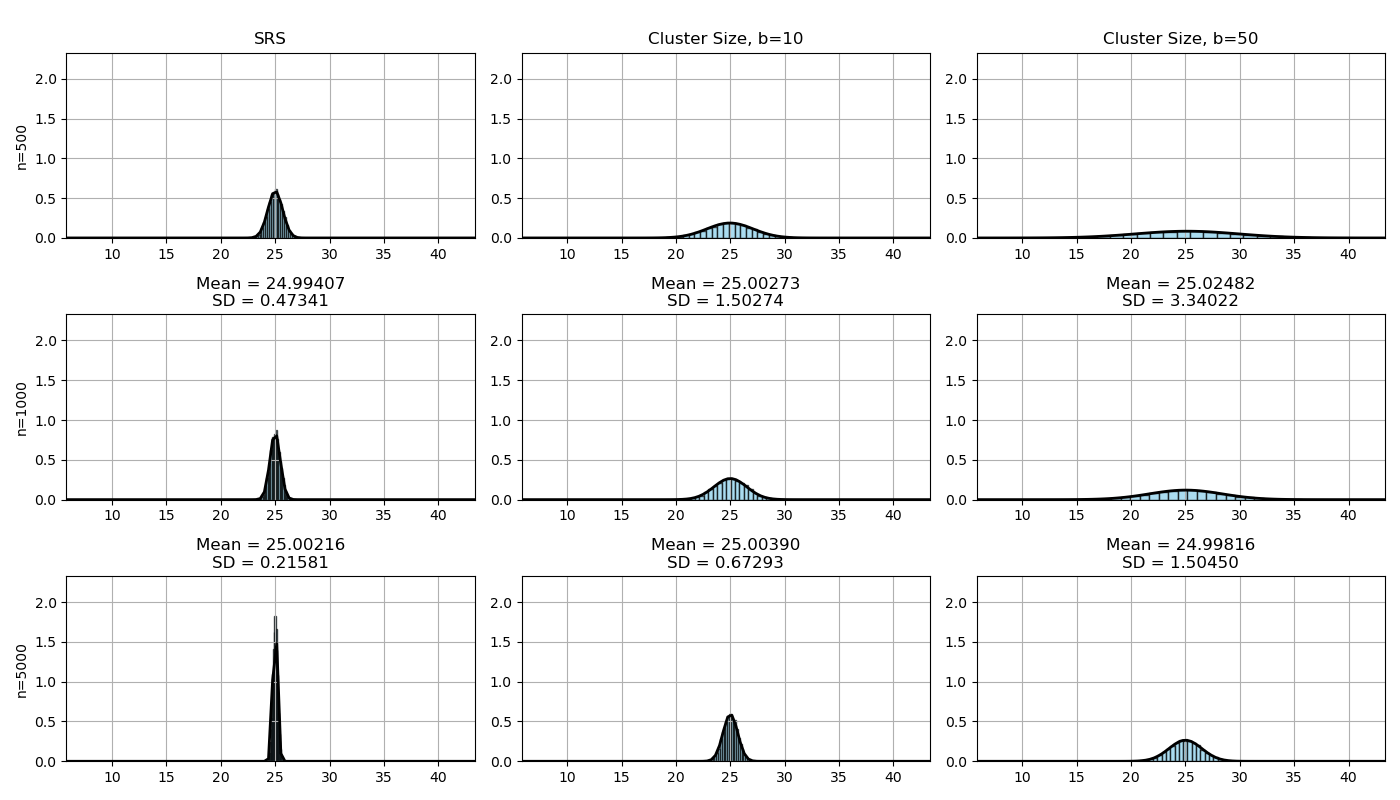 SRS
Cluster Size, b=10
Cluster Size, b=50
n=500
2.0
1.5
1.0
0.5
0.0
10 15 20 25 30 35 40
2.0
1.5
1.0
0.5
0.0
10 15 20 25 30 35 40
2.0
1.5
1.0
0.5
0.0
10 15 20 25 30 35 40
Mean = 24.99407
SD = 0.47341
Mean = 25.00273
SD = 1.50274
Mean = 25.02482
SD = 3.34022
n=1000
2.0
1.5
1.0
0.5
0.0
10 15 20 25 30 35 40
2.0
1.5
1.0
0.5
0.0
10 15 20 25 30 35 40
2.0
1.5
1.0
0.5
0.0
10 15 20 25 30 35 40
Mean = 25.00216
SD = 0.21581
Mean = 25.00390
SD = 0.67293
Mean = 24.99816
SD = 1.50450
n=5000
2.0
1.5
1.0
0.5
0.0
10 15 20 25 30 35 40
2.0
1.5
1.0
0.5
0.0
10 15 20 25 30 35 40
2.0
1.5
1.0
0.5
0.0
10 15 20 25 30 35 40